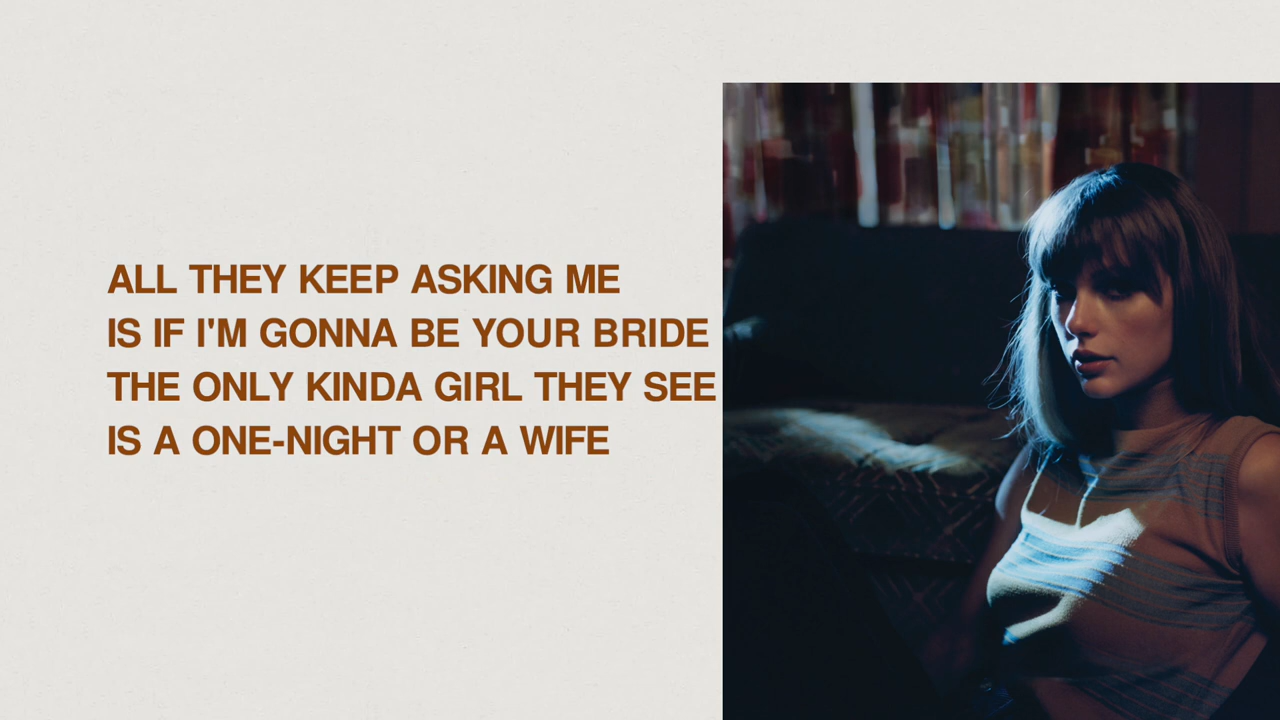 ALL THEY KEEP ASKING ME
IS IF I'M GONNA BE YOUR BRIDE
THE ONLY KINDA GIRL THEY SEE
IS A ONE-NIGHT OR A WIFE